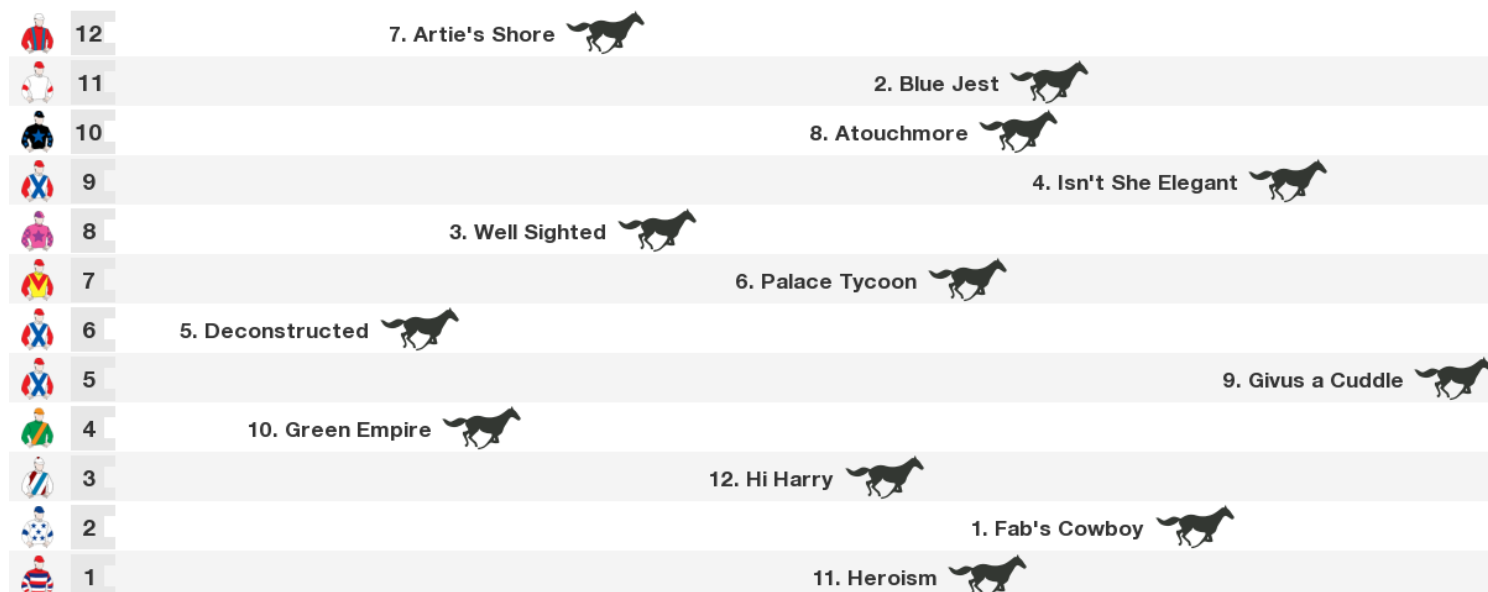 12 7. Artie's Shore
11 2. Blue Jest
10 8. Atouchmore
9 4. Isn't She Elegant
8 3. Well Sighted
7 6. Palace Tycoon
6 5. Deconstructed
5 9. Givus a Cuddle
4 10. Green Empire
3 12. Hi Harry
2 1. Fab's Cowboy
1 11. Heroism